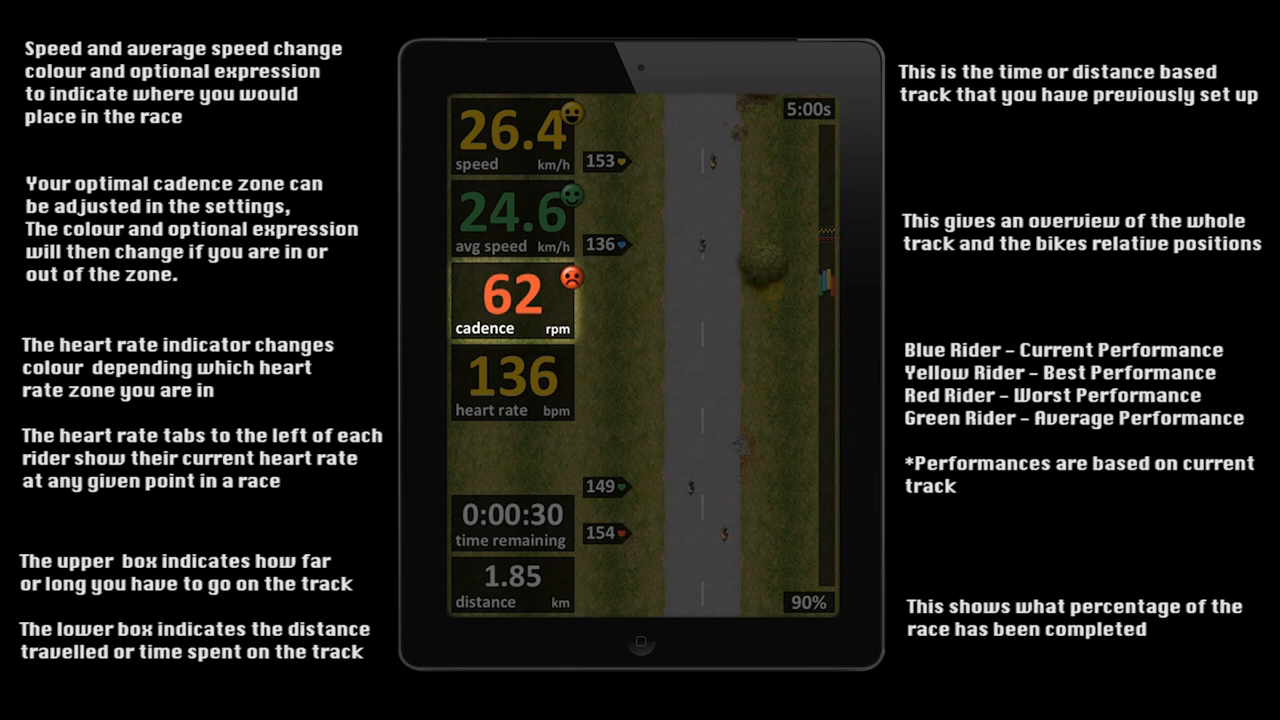 Speed and average speed change
colour and optional expression
to indicate where you would
place in the race
Your optimal cadence zone can
be adjusted in the settings,
The colour and optional expression
will then change if you are in or
out of the zone.
The heart rate indicator changes
colour depending which heart
rate zone you are in
The heart rate tabs to the left of each
rider show their current heart rate
at any given point in a race
The upper box indicates how far
or long you have to go on the track
The lower box indicates the distance
travelled or time spent on the track
26.4
speed km/h
153
24.6
avg speed km/h
136
62
cadence rpm
136
heart rate bpm
149
0:00:30
time remaining
154
1.85
distance km
5:00s
90%
This is the time or distance based
track that you have previously set up
This gives an overview of the whole
track and the bikes relative positions
Blue Rider - Current Performance
Yellow Rider - Best Performance
Red Rider - Worst Performance
Green Rider - Average Performance
*Performances are based on current
track
This shows what percentage of the
race has been completed